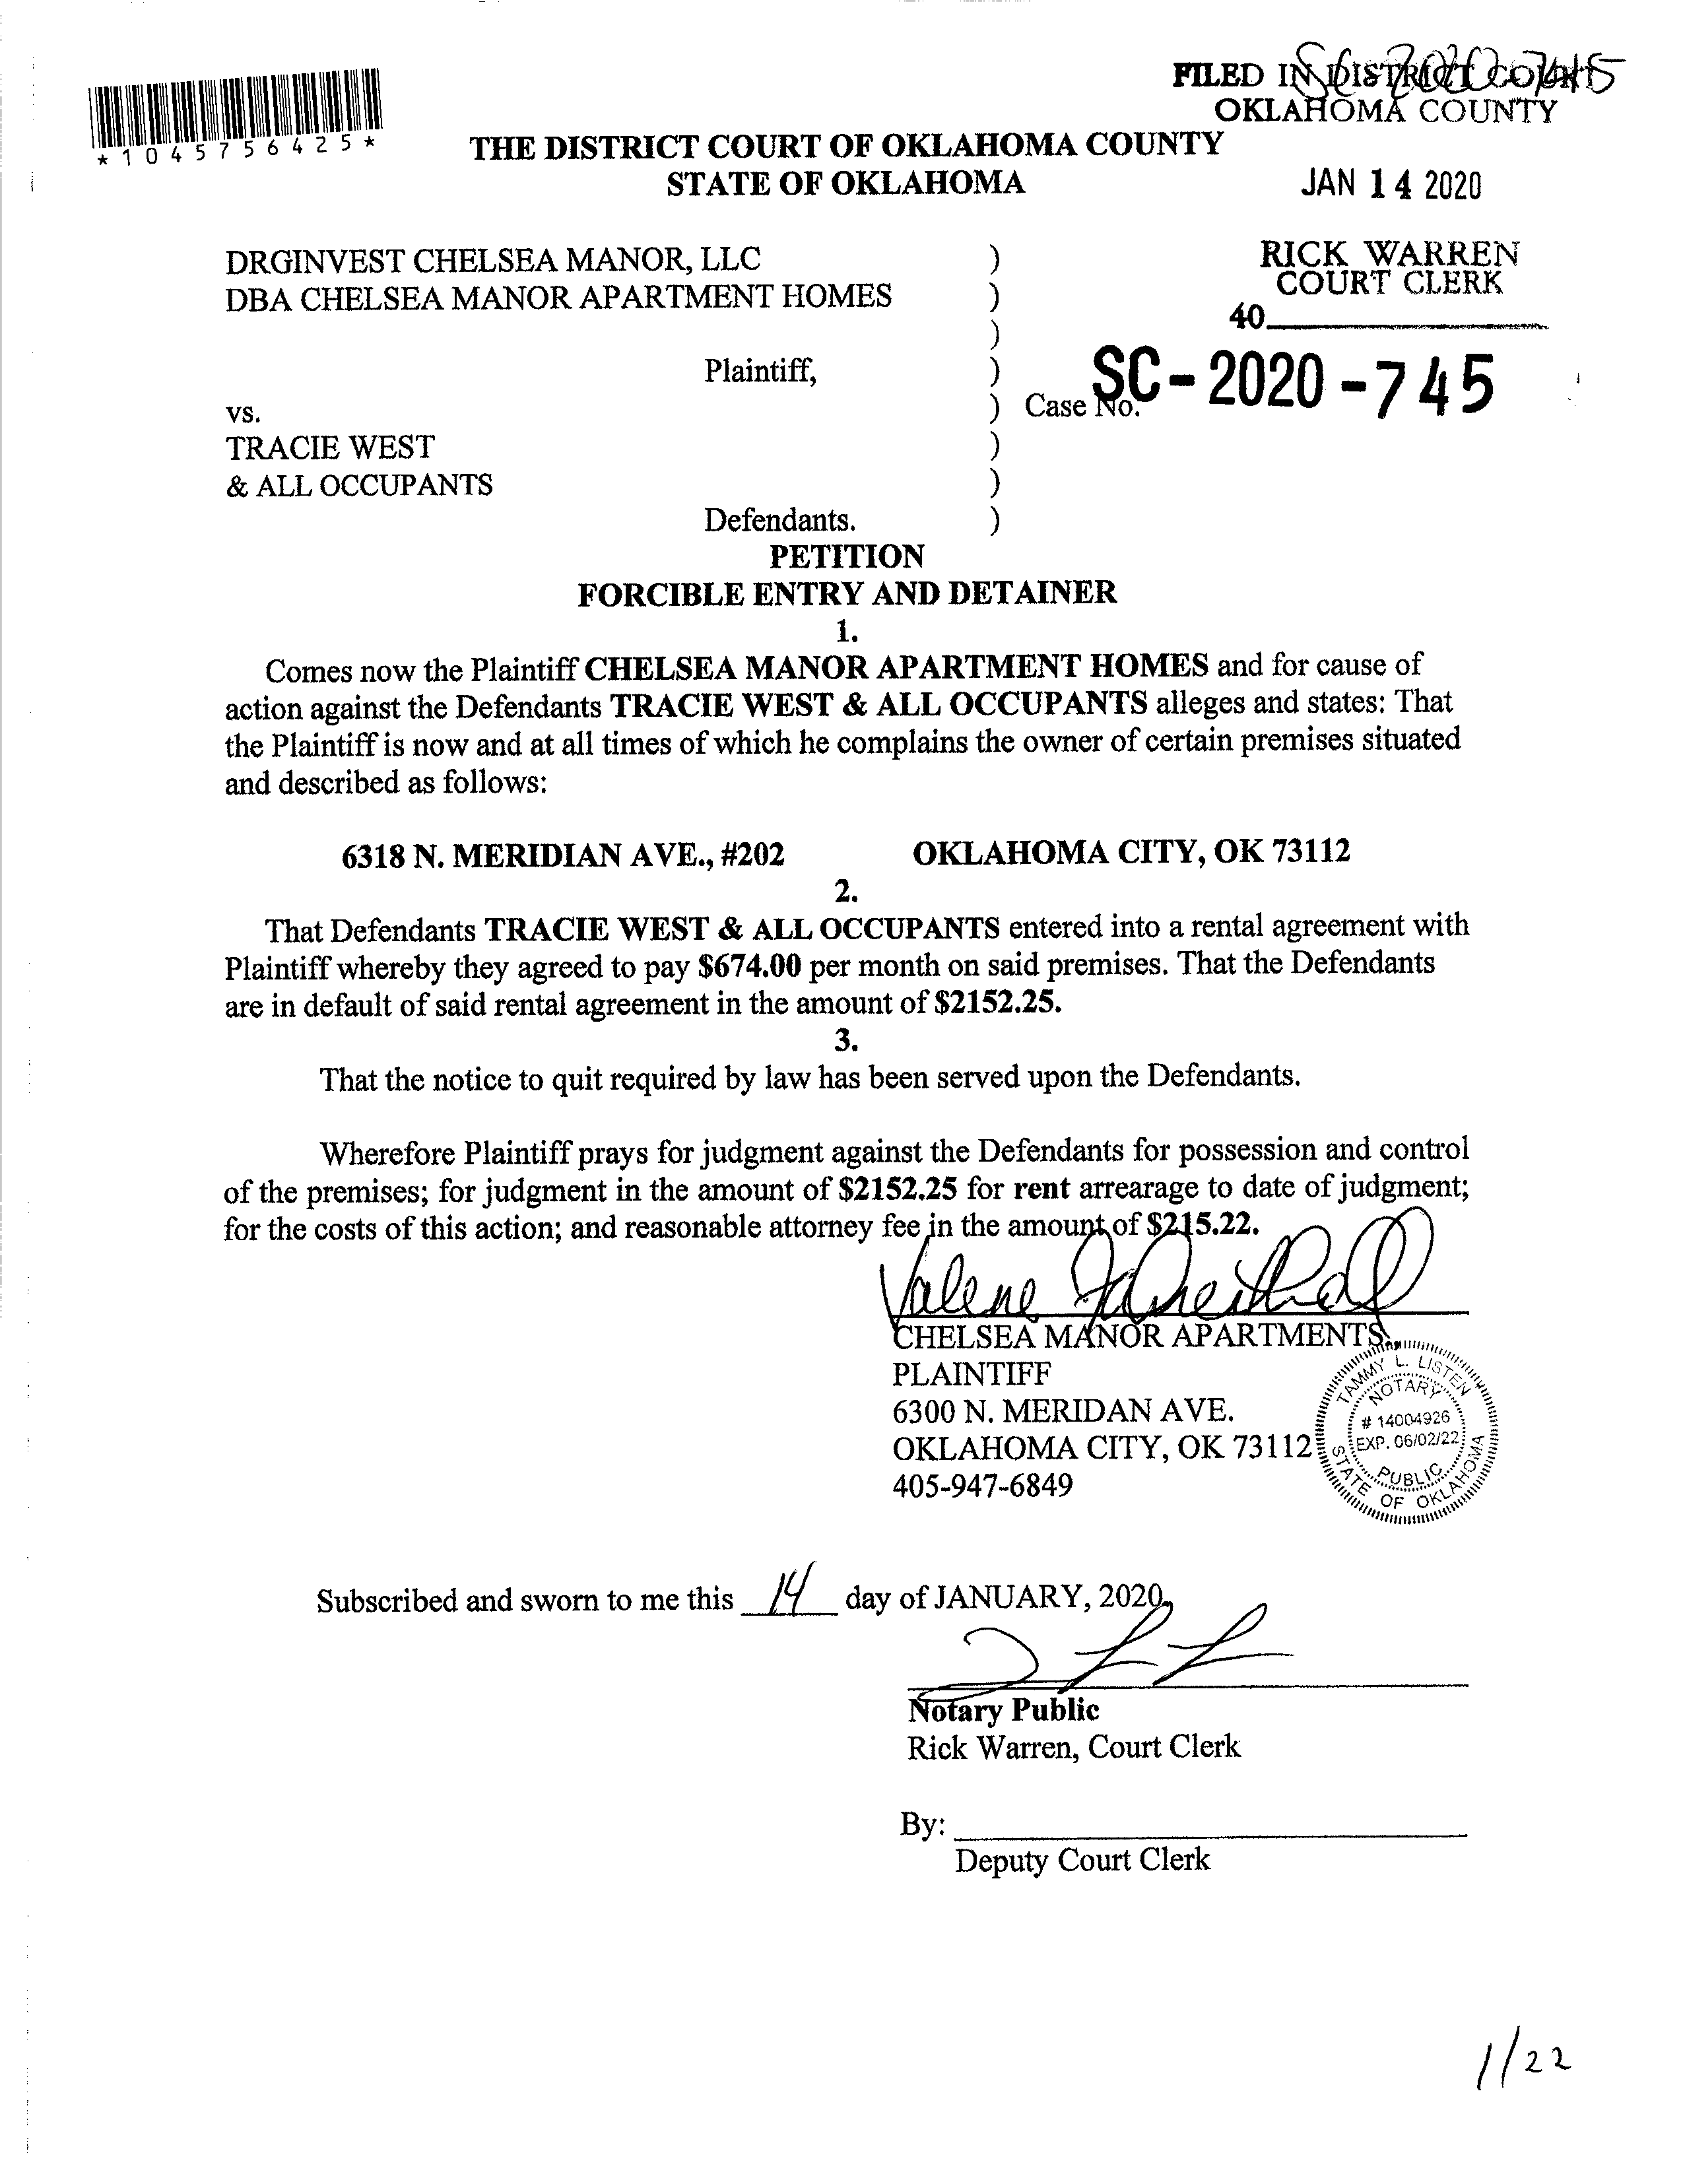 SC 2020 745
FILED IN DISTRICT COURT
OKLAHOMA COUNTY
*1045756425*
THE DISTRICT COURT OF OKLAHOMA COUNTY
STATE OF OKLAHOMA
JAN 14 2020
DRGINVEST CHELSEA MANOR, LLC )
DBA CHELSEA MANOR APARTMENT HOMES )
)
RICK WARREN
COURT CLERK
40
Plaintiff, )
vs. ) Case No. SC-2020-745
TRACIE WEST )
& ALL OCCUPANTS )
Defendants. )
PETITION
FORCIBLE ENTRY AND DETAINER
1.
Comes now the Plaintiff CHELSEA MANOR APARTMENT HOMES and for cause of
action against the Defendants TRACIE WEST & ALL OCCUPANTS alleges and states: That
the Plaintiff is now and at all times of which he complains the owner of certain premises situated
and described as follows:
6318 N. MERIDIAN AVE., #202 OKLAHOMA CITY, OK 73112
2.
That Defendants TRACIE WEST & ALL OCCUPANTS entered into a rental agreement with
Plaintiff whereby they agreed to pay $674.00 per month on said premises. That the Defendants
are in default of said rental agreement in the amount of $2152.25.
3.
That the notice to quit required by law has been served upon the Defendants.
Wherefore Plaintiff prays for judgment against the Defendants for possession and control
of the premises; for judgment in the amount of $2152.25 for rent arrearage to date of judgment;
for the costs of this action; and reasonable attorney fee in the amount of $215.22.
CHELSEA MANOR APARTMENTS,
PLAINTIFF
6300 N. MERIDAN AVE.
OKLAHOMA CITY, OK 73112
405-947-6849
TAMMY L. LISTEN
NOTARY
# 14004926
EXP. 06/02/22
PUBLIC
STATE OF OKLAHOMA
Subscribed and sworn to me this 14 day of JANUARY, 2020.
Notary Public
Rick Warren, Court Clerk
By:
Deputy Court Clerk
1/22